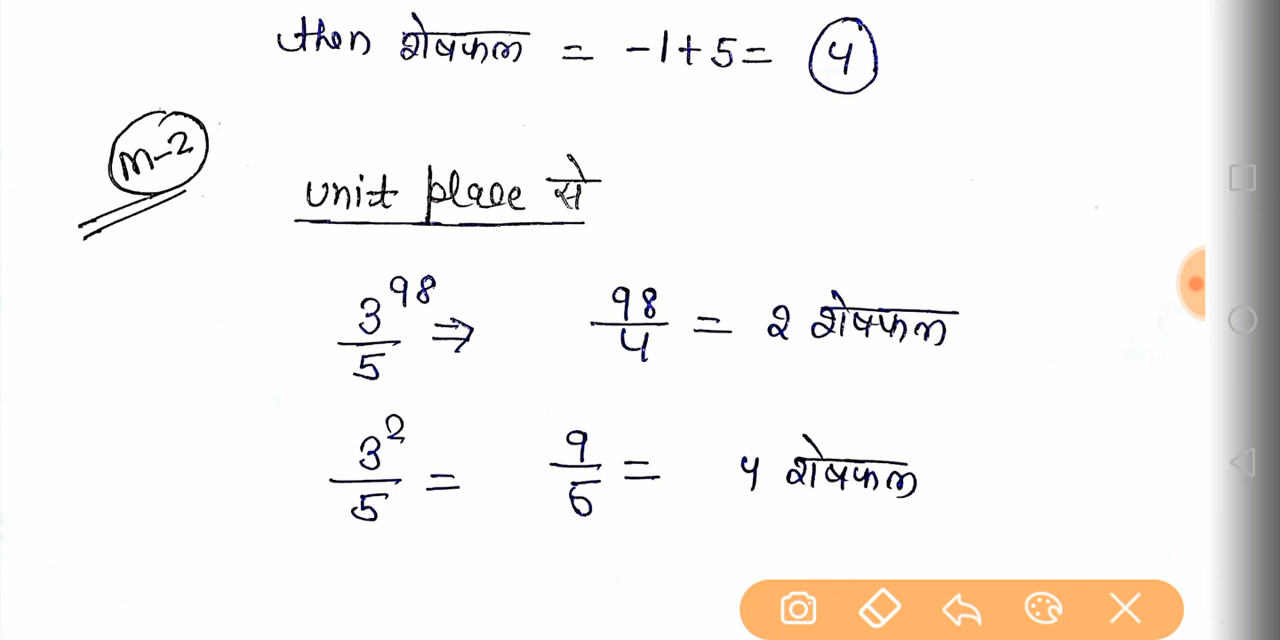 then शेषफल = -1+5= 4
m-2
unit place से
3^98/5 ⇒ 98/4 = 2 शेषफल
3^2/5 = 9/5 = 4 शेषफल